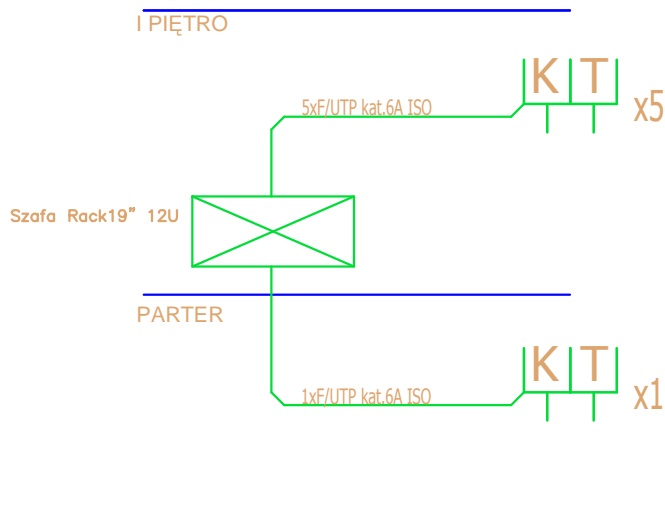 I PIĘTRO
K T
x5
5xF/UTP kat.6A ISO
Szafa Rack19" 12U
PARTER
K T
x1
1xF/UTP kat.6A ISO